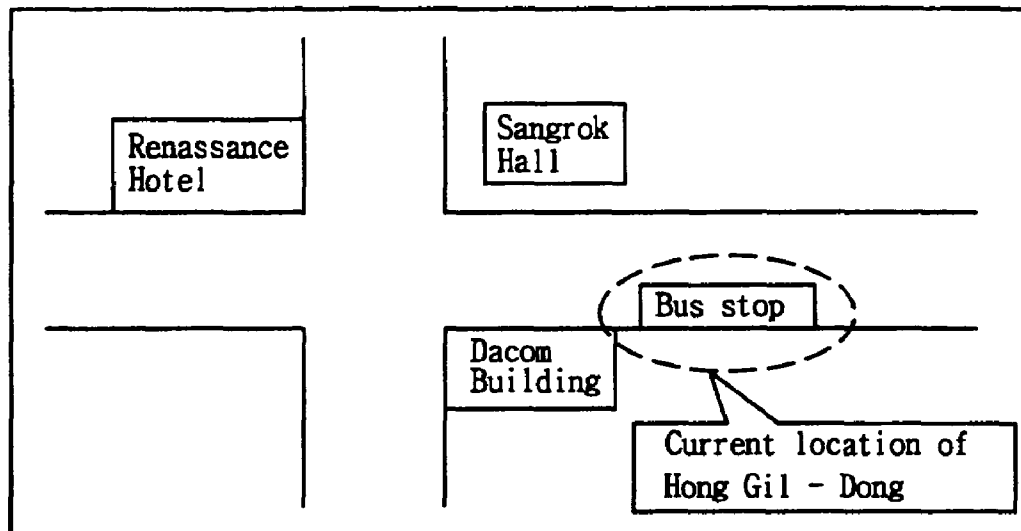 Renassance
Hotel
Sangrok
Hall
Bus stop
Dacom
Building
Current location of
Hong Gil - Dong